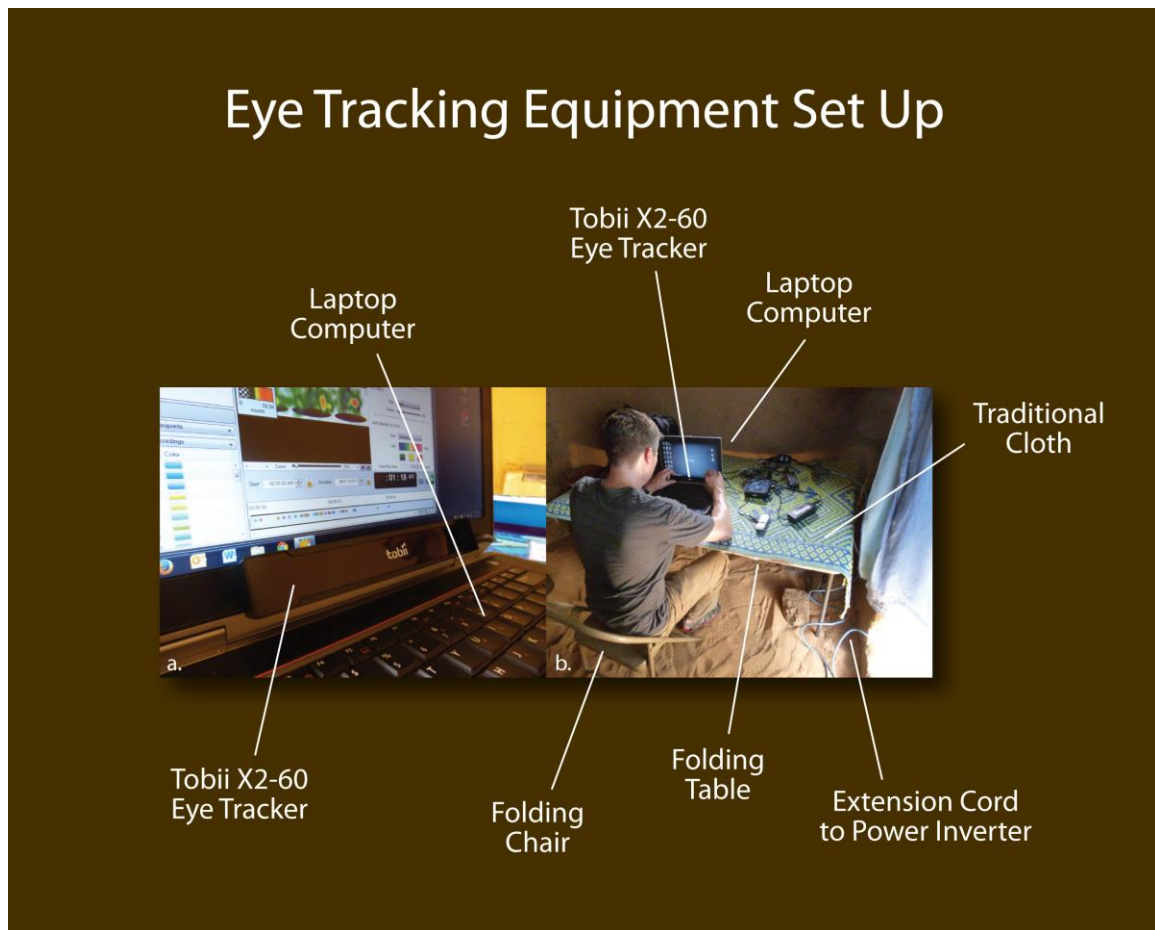 Eye Tracking Equipment Set Up
Tobii X2-60
Eye Tracker
Laptop
Computer
Laptop
Computer
Traditional
Cloth
tobii
a.
b.
Tobii X2-60
Eye Tracker
Folding
Chair
Folding
Table
Extension Cord
to Power Inverter